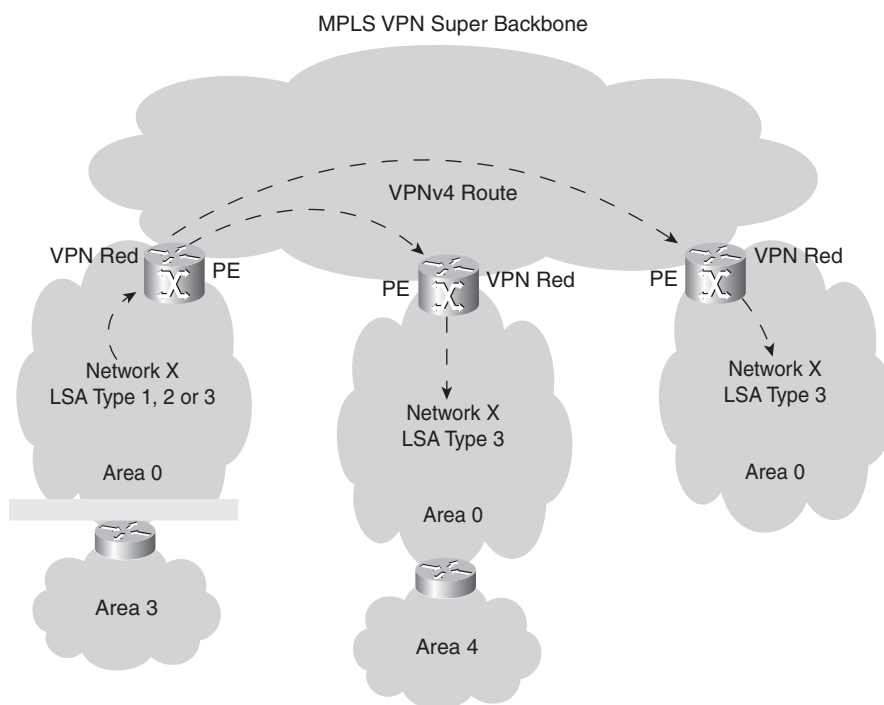 MPLS VPN Super Backbone
VPNv4 Route
VPN Red
PE
PE
VPN Red
PE
VPN Red
Network X
LSA Type 1, 2 or 3
Area 0
Network X
LSA Type 3
Area 0
Network X
LSA Type 3
Area 0
Area 3
Area 4